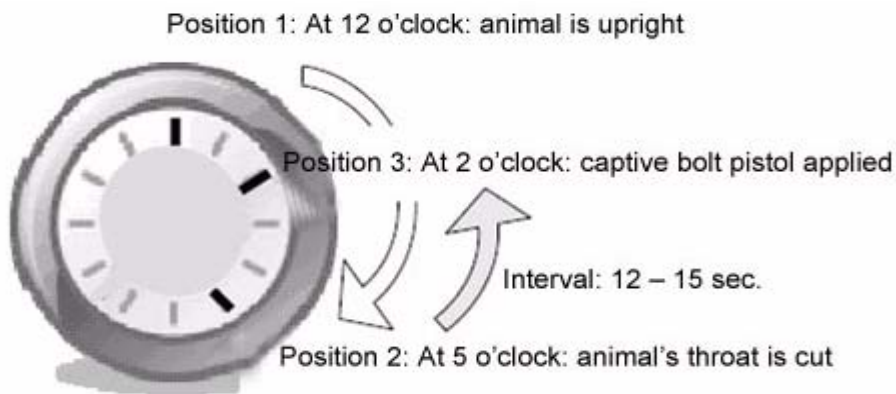 Position 1: At 12 o’clock: animal is upright
Position 3: At 2 o’clock: captive bolt pistol applied
Interval: 12 – 15 sec.
Position 2: At 5 o’clock: animal’s throat is cut